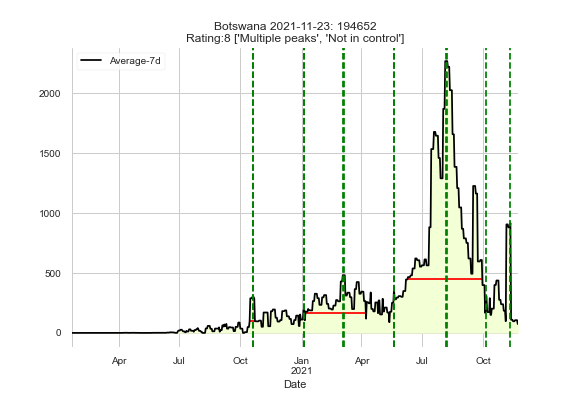 Botswana 2021-11-23: 194652
Rating:8 ['Multiple peaks', 'Not in control']
Average-7d
2000
1500
1000
500
0
Apr Jul Oct Jan Apr Jul Oct
2021
Date